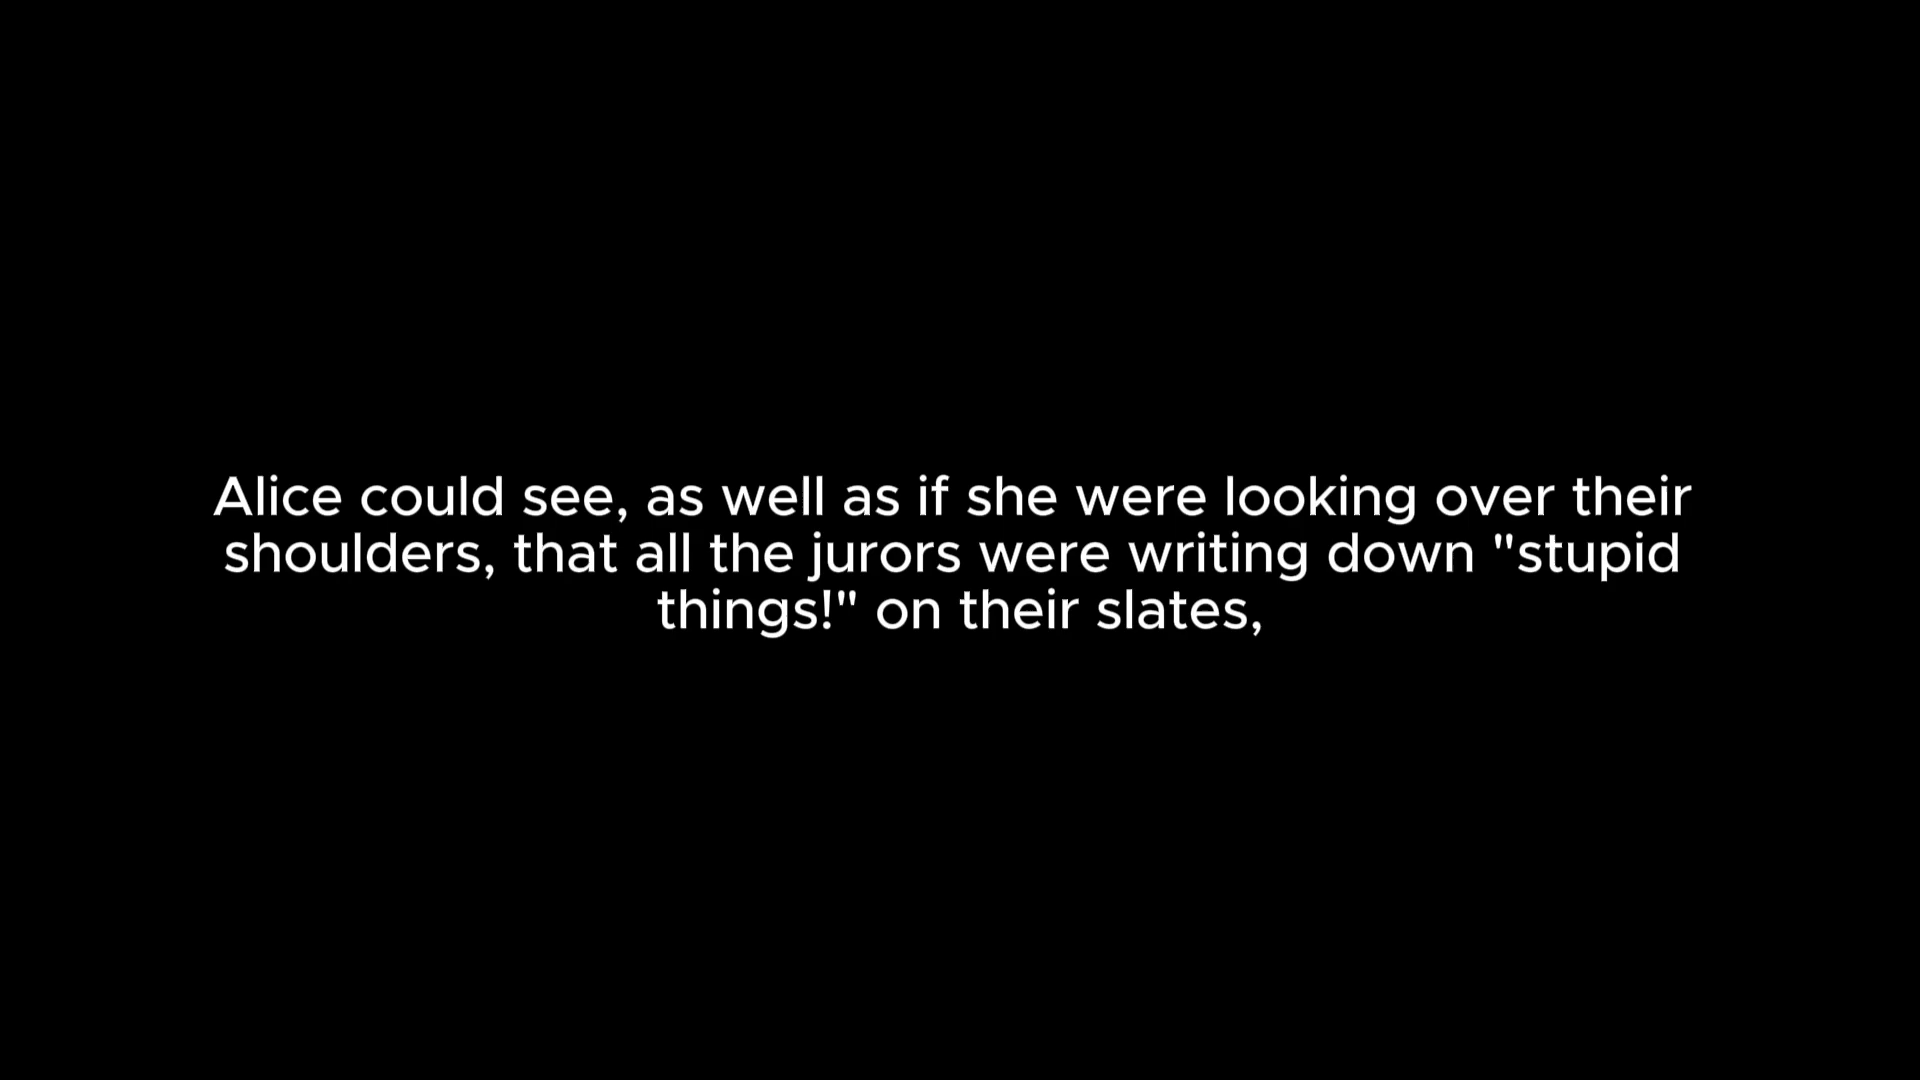 Alice could see, as well as if she were looking over their
shoulders, that all the jurors were writing down "stupid
things!" on their slates,